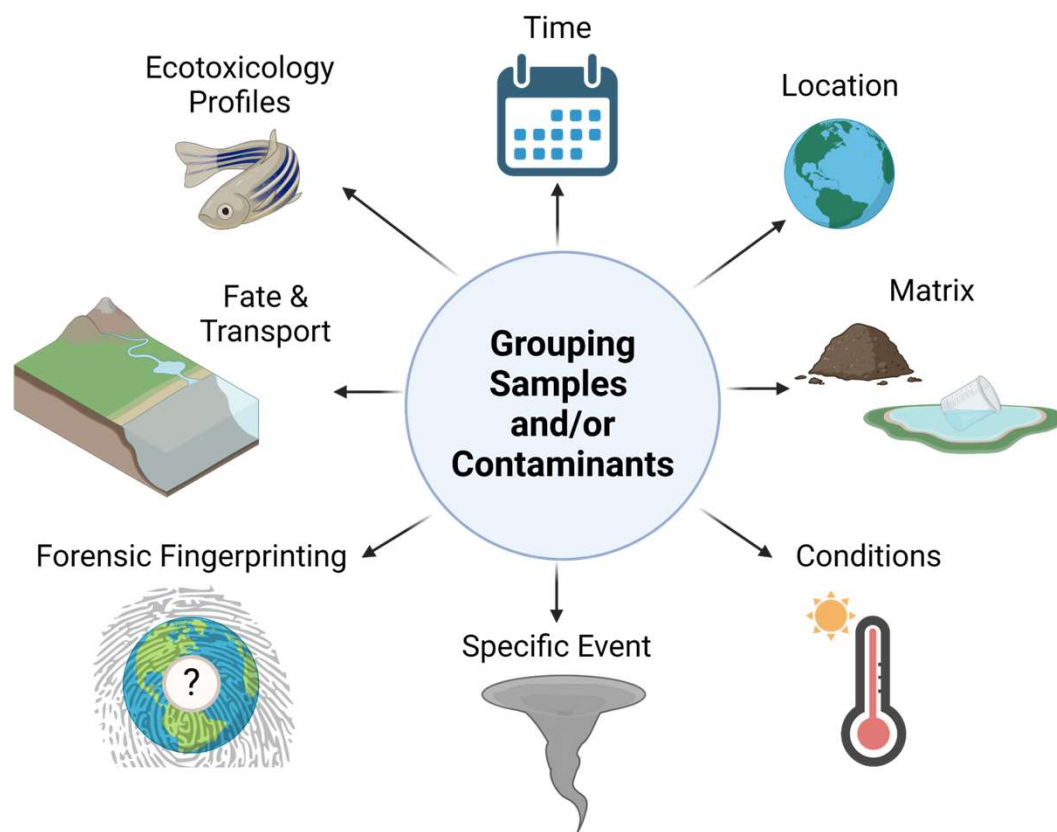 Time
Ecotoxicology
Profiles
Location
Fate &
Transport
Matrix
Grouping
Samples
and/or
Contaminants
Forensic Fingerprinting
?
Conditions
Specific Event